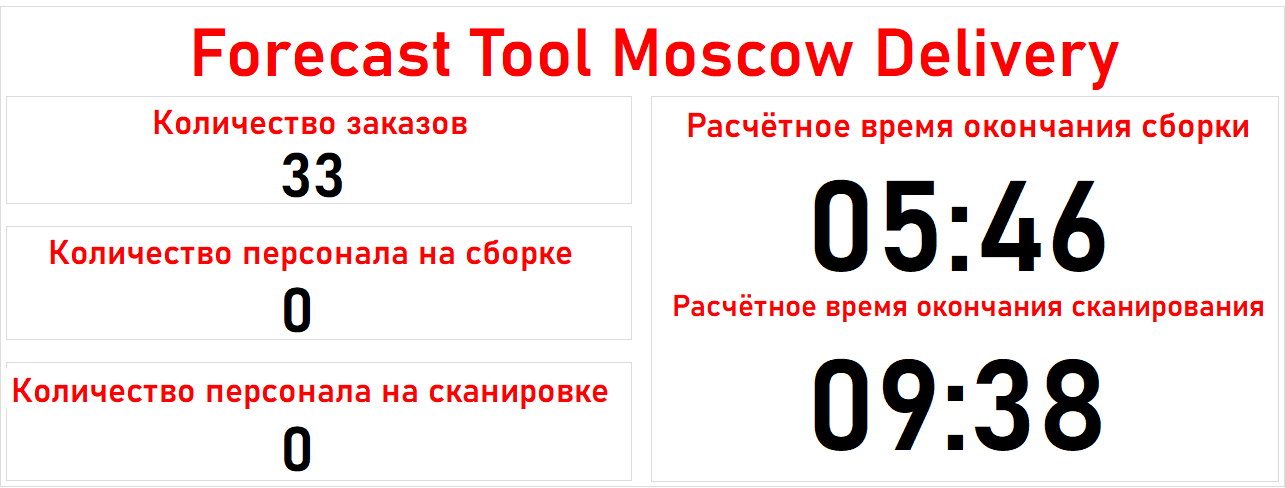 Forecast Tool Moscow Delivery
Количество заказов
33
Количество персонала на сборке
0
Количество персонала на сканировке
0
Расчётное время окончания сборки
05:46
Расчётное время окончания сканирования
09:38